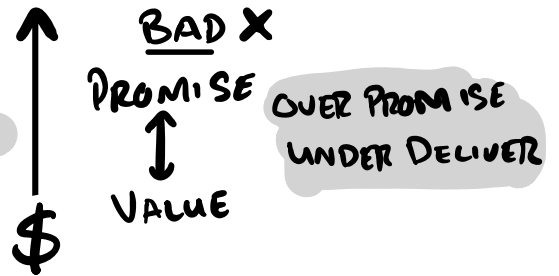 BAD X
PROMISE
OVER PROMISE
UNDER DELIVER
VALUE
$